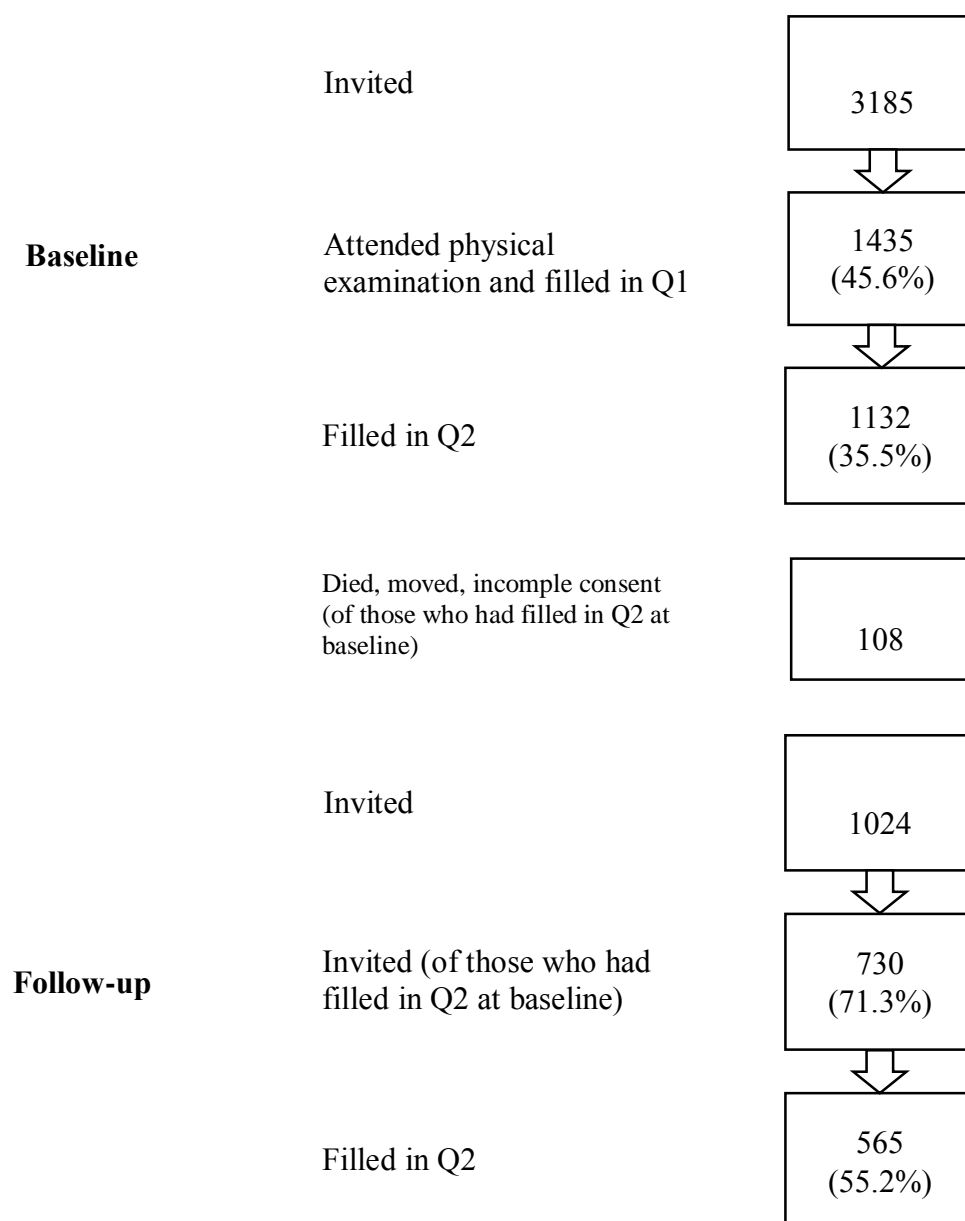 Invited
3185
Baseline
Attended physical
examination and filled in Q1
1435
(45.6%)
Filled in Q2
1132
(35.5%)
Died, moved, incomple consent
(of those who had filled in Q2 at
baseline)
108
Invited
1024
Follow-up
Invited (of those who had
filled in Q2 at baseline)
730
(71.3%)
Filled in Q2
565
(55.2%)